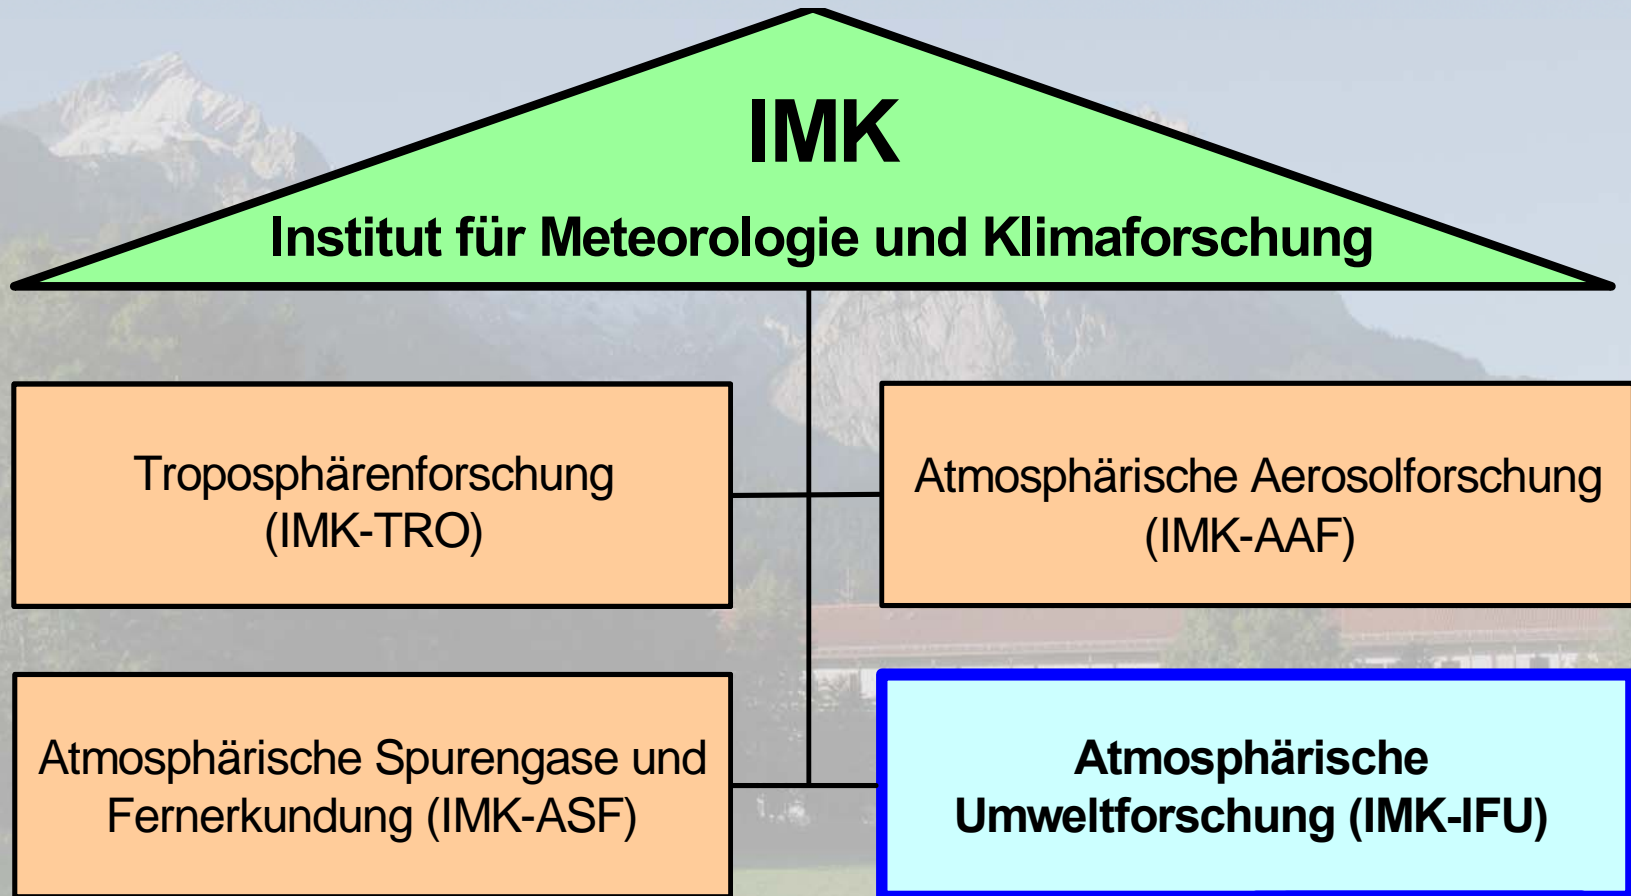 IMK
Institut für Meteorologie und Klimaforschung
Troposphärenforschung
(IMK-TRO)
Atmosphärische Aerosolforschung
(IMK-AAF)
Atmosphärische Spurengase und
Fernerkundung (IMK-ASF)
Atmosphärische
Umweltforschung (IMK-IFU)